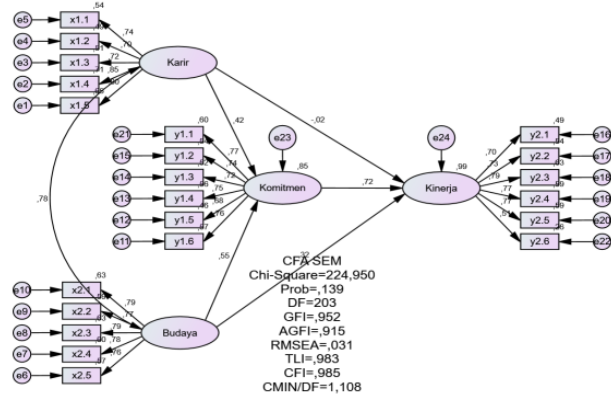 e5 x1.1 ,54
e4 x1.2 ,70 ,74
e3 x1.3 ,72 Karir
e2 x1.4 ,71 ,85
e1 x1.5
,42 -,02
e21 y1.1 ,60 e23 e24 y2.1 ,49 e16
e15 y1.2 ,77 ,74 ,85 ,99 ,70 ,73 y2.2 e17
e14 y1.3 ,72 y2.3 e18
,78 Komitmen ,72 Kinerja ,79
e13 y1.4 ,75 ,77 y2.4 e19
e12 y1.5 ,68 ,77 y2.5 e20
e11 y1.6 ,76 y2.6 e22
,55
CFA SEM
e10 x2.1 ,63 Chi-Square=224,950
e9 x2.2 ,79 ,77 Prob=,139
DF=203
e8 x2.3 ,79 Budaya GFI=,952
e7 x2.4 ,78 AGFI=,915
RMSEA=,031
e6 x2.5 ,76 TLI=,983
CFI=,985
CMIN/DF=1,108